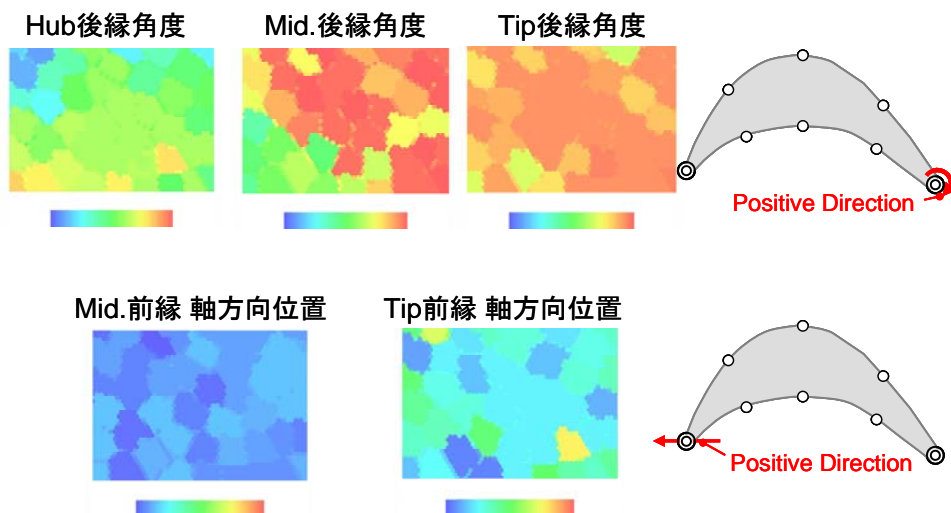 Hub後縁角度
Mid.後縁角度
Tip後縁角度
Positive Direction
Mid.前縁 軸方向位置
Tip前縁 軸方向位置
Positive Direction